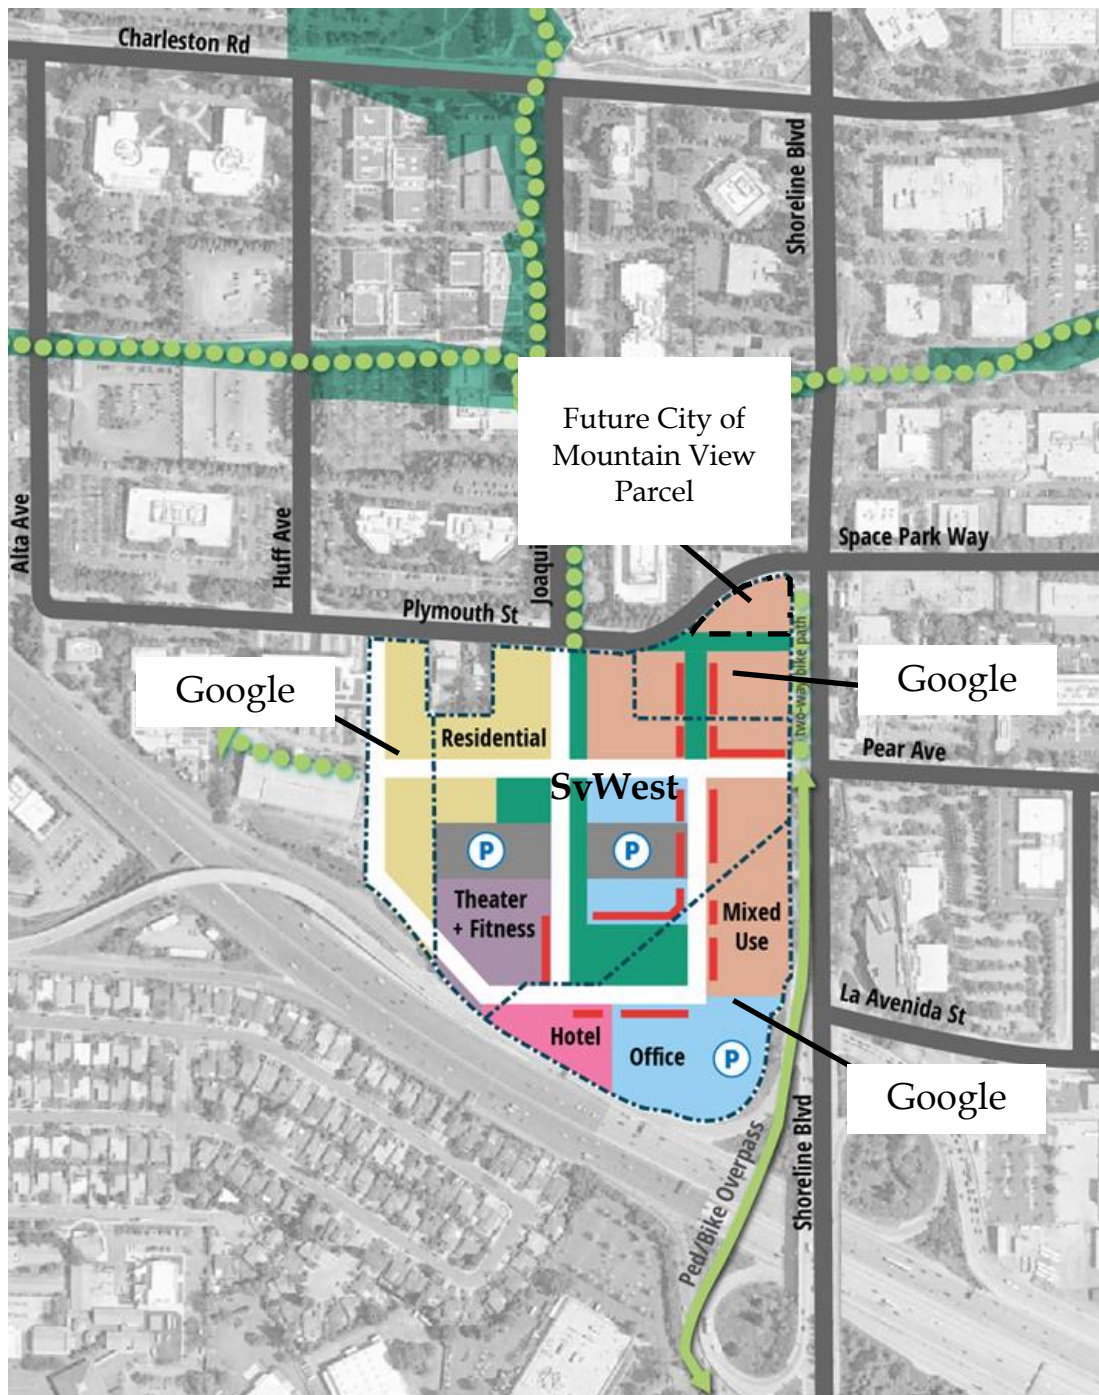 Charleston Rd
Shoreline Blvd
Future City of
Mountain View
Parcel
Alta Ave
Huff Ave
Joaqui
Space Park Way
Plymouth St
two-way bike path
Google
Google
Residential
Pear Ave
SvWest
P
P
Theater
+ Fitness
Mixed
Use
La Avenida St
Hotel
Office
P
Google
Ped/Bike Overpass
Shoreline Blvd